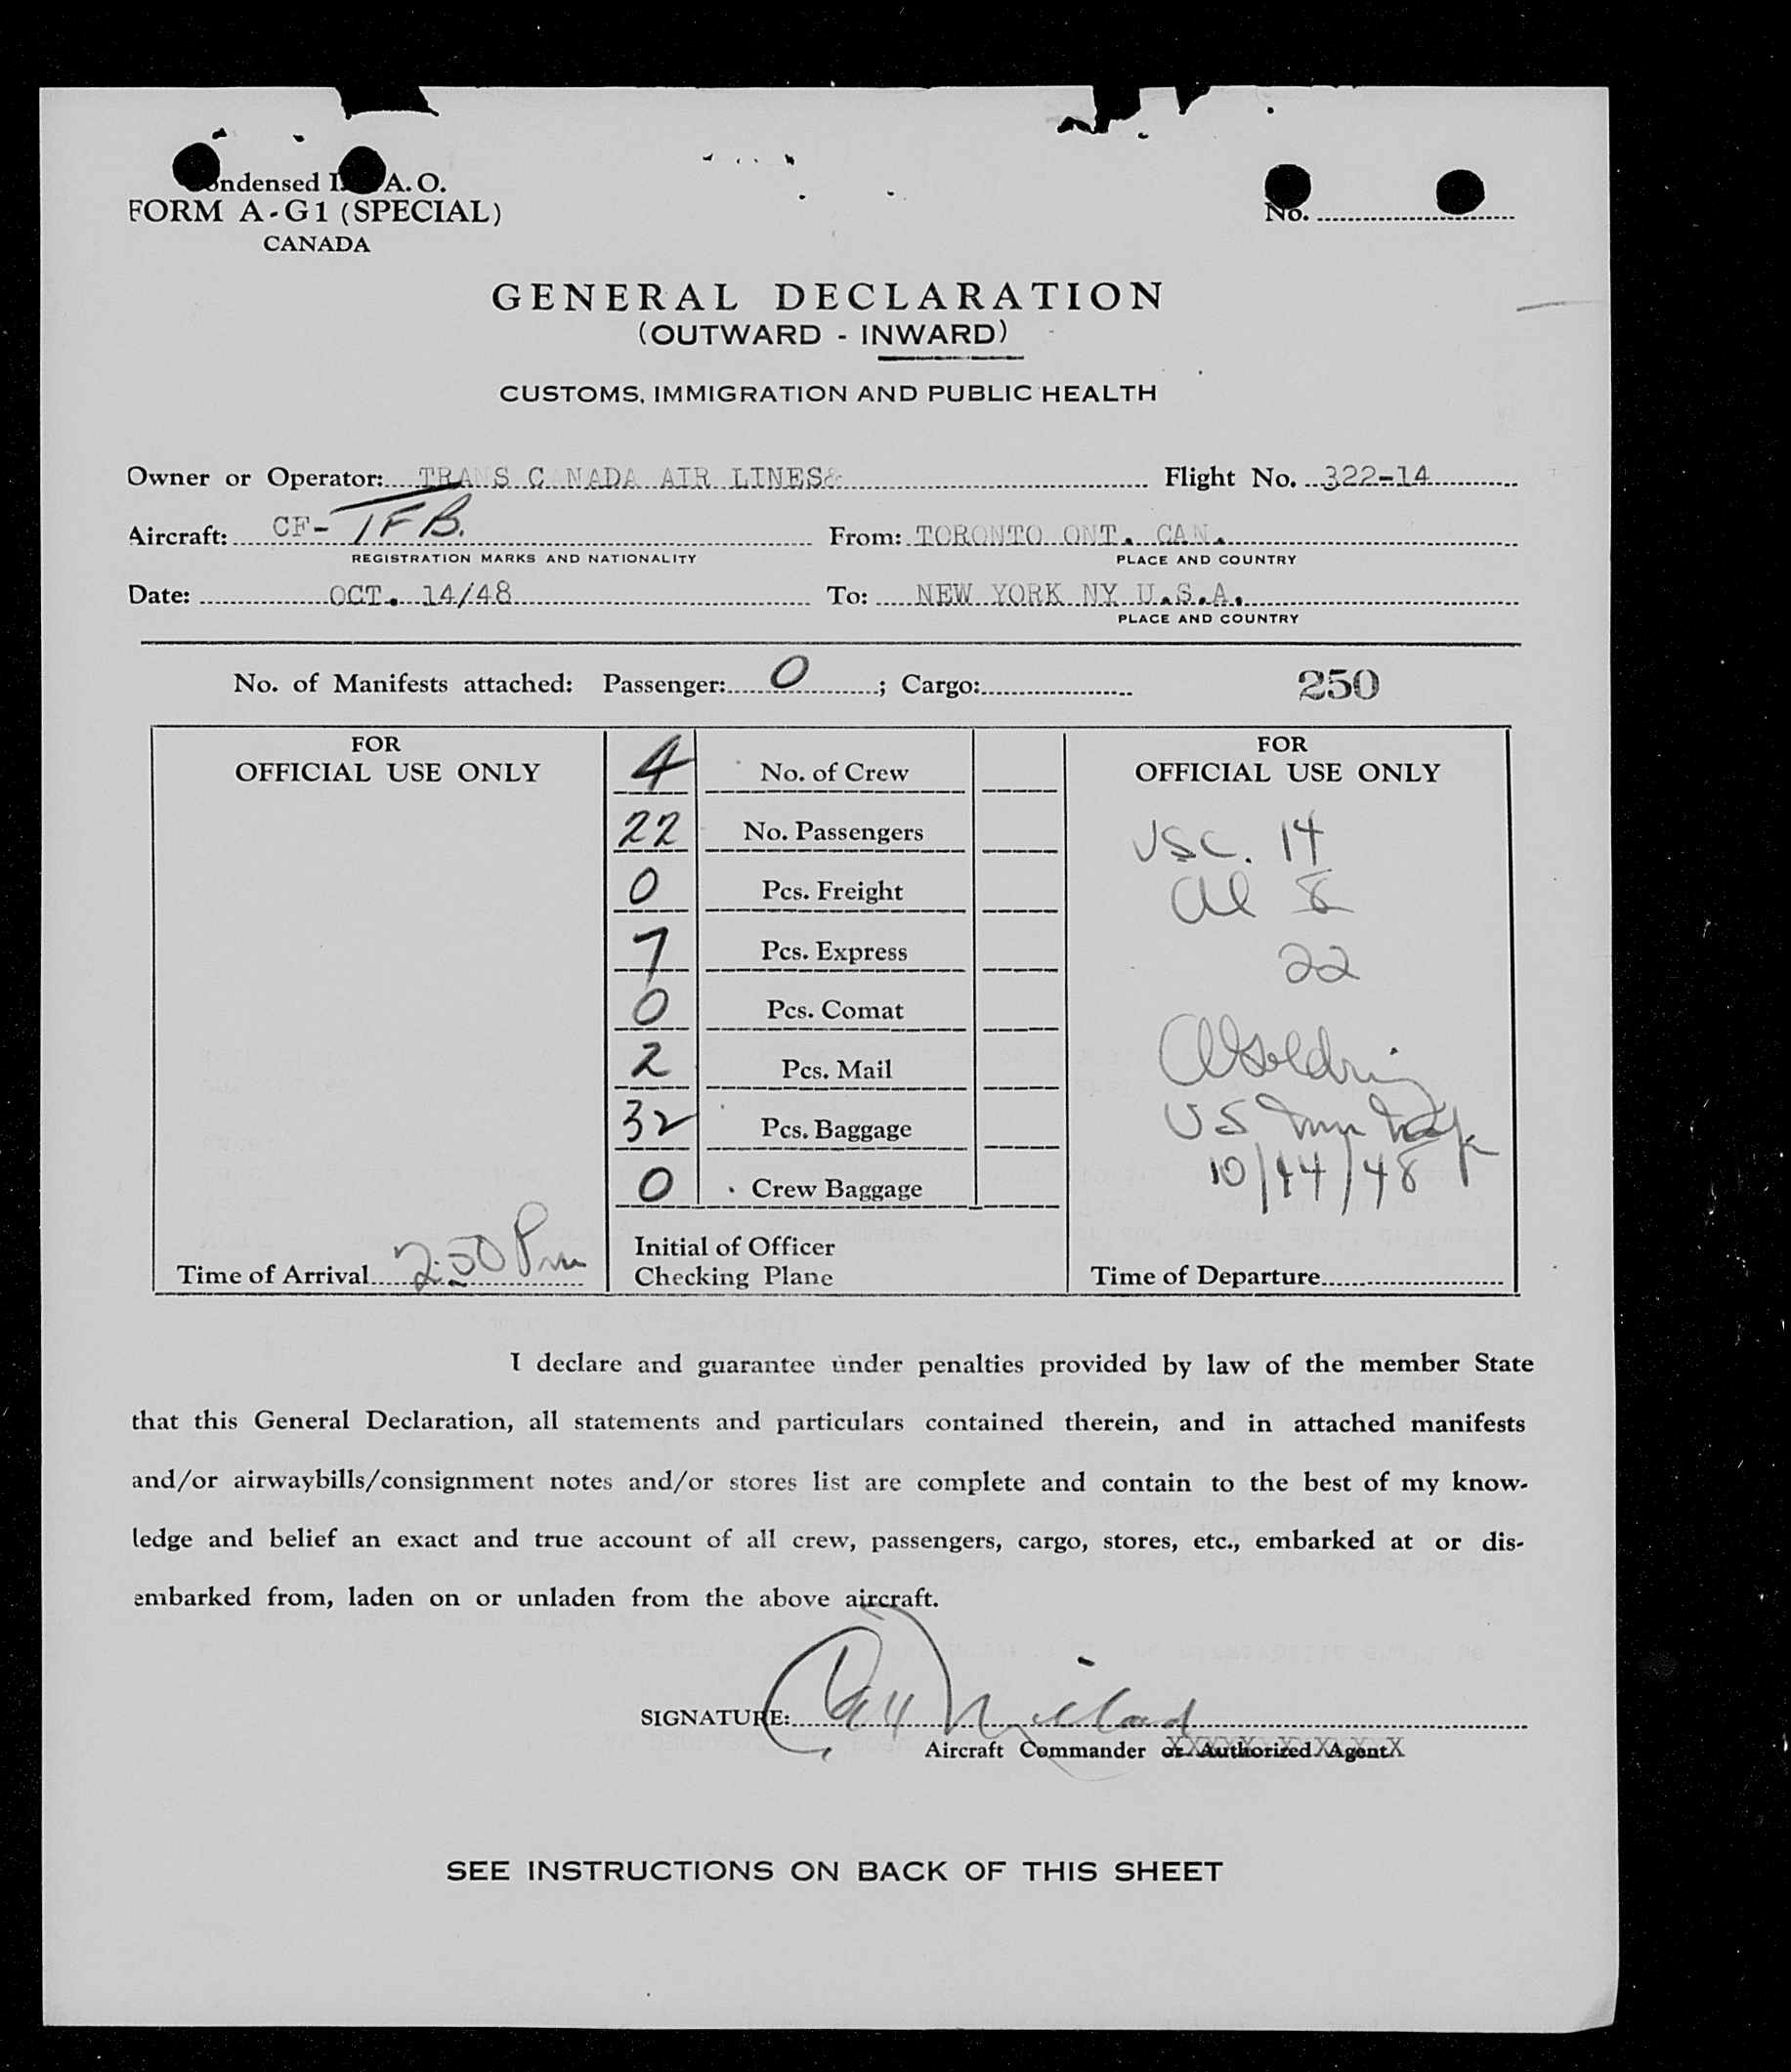 Condensed I. A. O.
FORM A-G1 (SPECIAL)
CANADA
No.
GENERAL DECLARATION
(OUTWARD - INWARD)
CUSTOMS, IMMIGRATION AND PUBLIC HEALTH
Owner or Operator: TRANS CANADA AIR LINES& Flight No. 322-14
Aircraft: CF-TFB. From: TORONTO ONT. CAN.
REGISTRATION MARKS AND NATIONALITY PLACE AND COUNTRY
Date: OCT. 14/48 To: NEW YORK NY U.S.A.
PLACE AND COUNTRY
No. of Manifests attached: Passenger: 0; Cargo: 250
FOR
OFFICIAL USE ONLY
4 No. of Crew
22 No. Passengers
0 Pcs. Freight
7 Pcs. Express
0 Pcs. Comat
2 Pcs. Mail
32 Pcs. Baggage
0 Crew Baggage
Time of Arrival 2:50 Pm
Initial of Officer
Checking Plane
FOR
OFFICIAL USE ONLY
USC. 14
Al 8
22
US Imm
10/14/48
Time of Departure
I declare and guarantee under penalties provided by law of the member State
that this General Declaration, all statements and particulars contained therein, and in attached manifests
and/or airwaybills/consignment notes and/or stores list are complete and contain to the best of my know-
ledge and belief an exact and true account of all crew, passengers, cargo, stores, etc., embarked at or dis-
embarked from, laden on or unladen from the above aircraft.
SIGNATURE:
Aircraft Commander or Authorized Agent
SEE INSTRUCTIONS ON BACK OF THIS SHEET